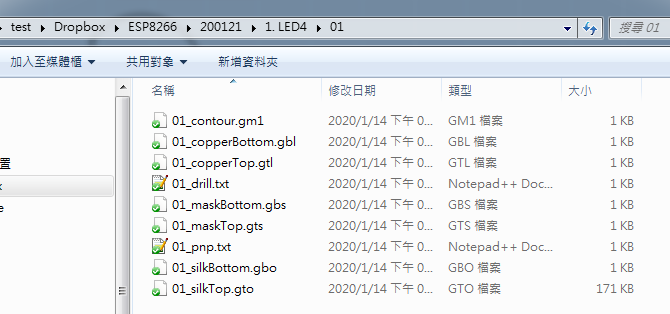 test Dropbox ESP8266 200121 1. LED4 01 搜尋 01
加入至媒體櫃 共用對象 新增資料夾
名稱 修改日期 類型 大小
01_contour.gm1 2020/1/14 下午 0... GM1 檔案 1 KB
01_copperBottom.gbl 2020/1/14 下午 0... GBL 檔案 1 KB
01_copperTop.gtl 2020/1/14 下午 0... GTL 檔案 1 KB
置 01_drill.txt 2020/1/14 下午 0... Notepad++ Doc... 1 KB
01_maskBottom.gbs 2020/1/14 下午 0... GBS 檔案 1 KB
01_maskTop.gts 2020/1/14 下午 0... GTS 檔案 1 KB
01_pnp.txt 2020/1/14 下午 0... Notepad++ Doc... 1 KB
01_silkBottom.gbo 2020/1/14 下午 0... GBO 檔案 1 KB
01_silkTop.gto 2020/1/14 下午 0... GTO 檔案 171 KB